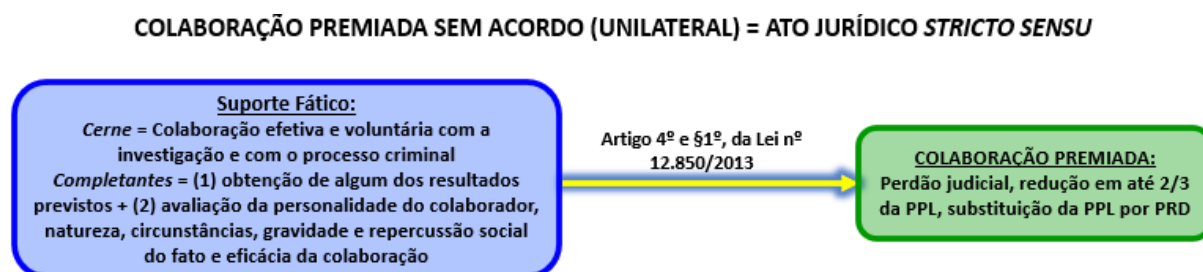 COLABORAÇÃO PREMIADA SEM ACORDO (UNILATERAL) = ATO JURÍDICO STRICTO SENSU
Suporte Fático:
Cerne = Colaboração efetiva e voluntária com a
investigação e com o processo criminal
Completantes = (1) obtenção de algum dos resultados
previstos + (2) avaliação da personalidade do colaborador,
natureza, circunstâncias, gravidade e repercussão social
do fato e eficácia da colaboração
Artigo 4º e §1º, da Lei nº
12.850/2013
COLABORAÇÃO PREMIADA:
Perdão judicial, redução em até 2/3
da PPL, substituição da PPL por PRD